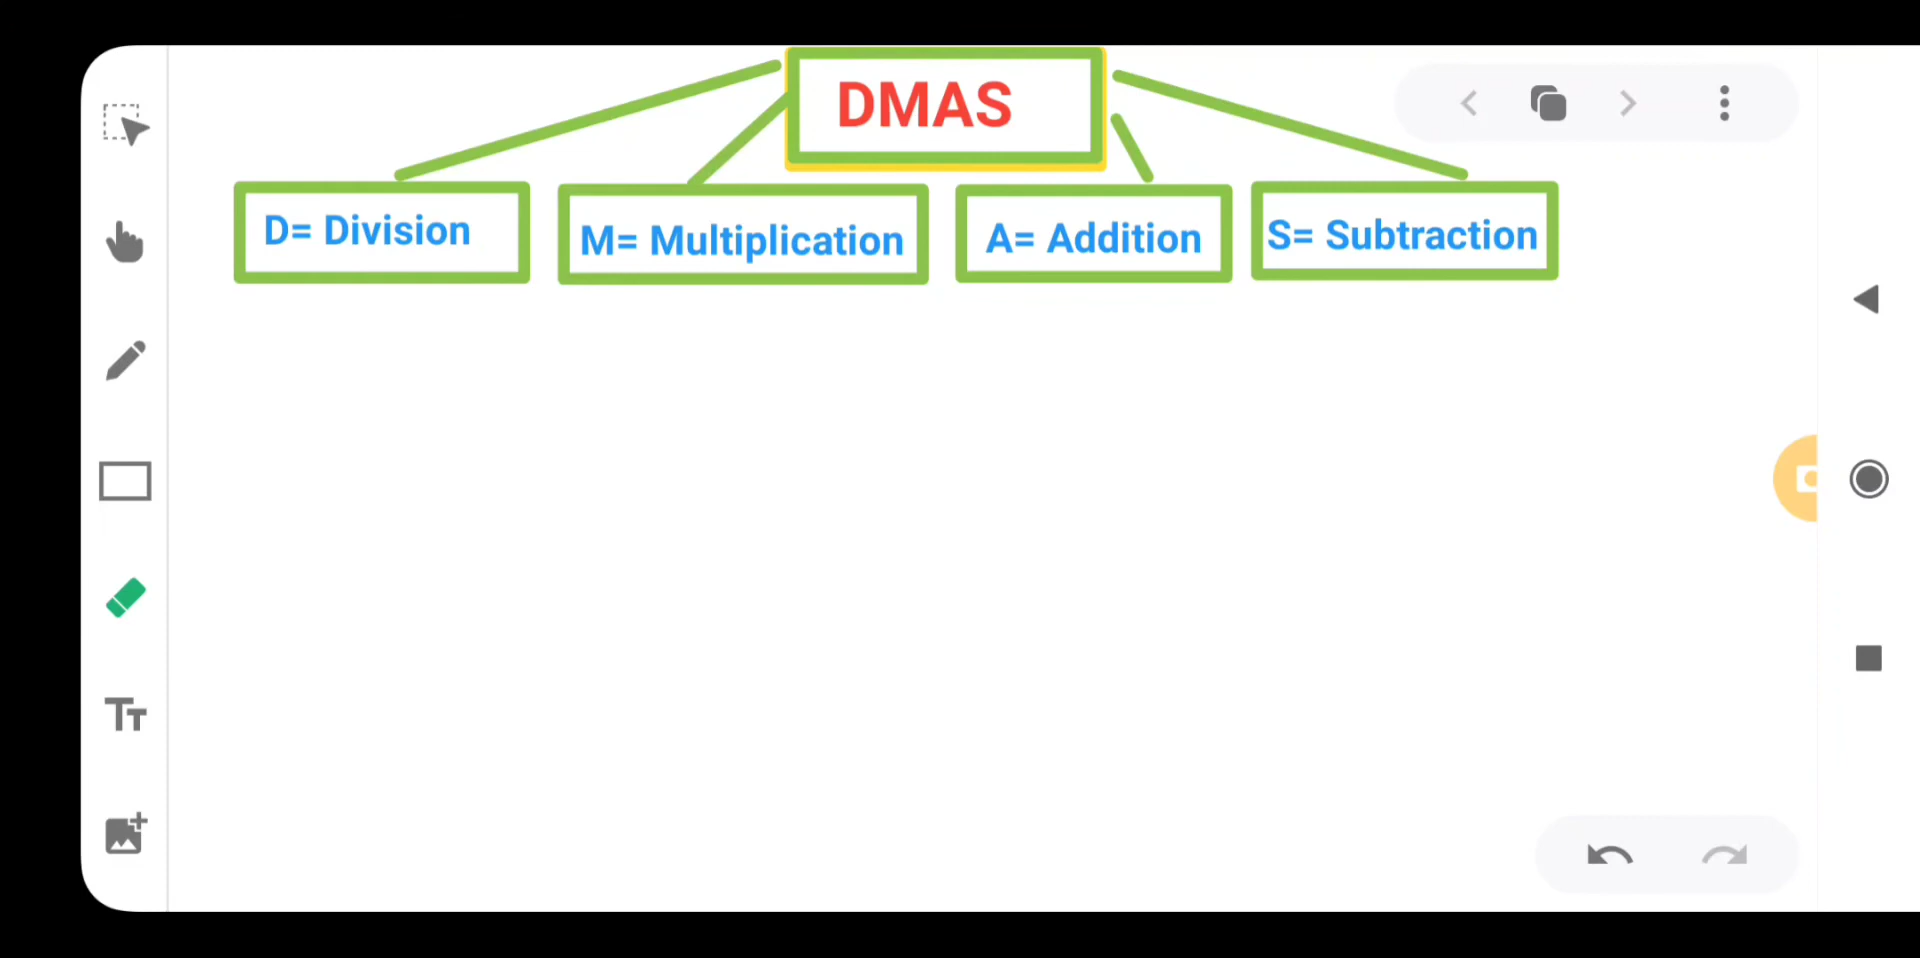 DMAS
D= Division
M= Multiplication
A= Addition
S= Subtraction